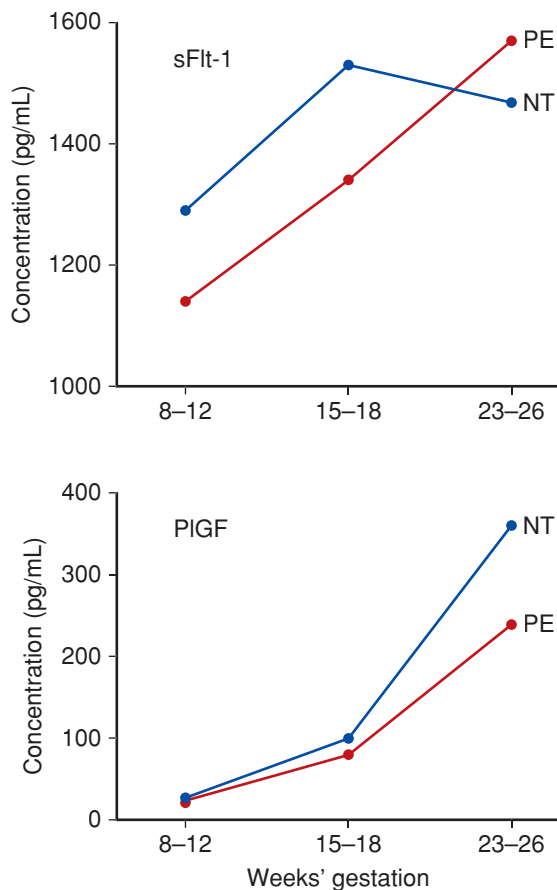 1600
PE
sFlt-1
NT
1400
Concentration (pg/mL)
1200
1000
8–12 15–18 23–26
400
NT
PlGF
300
PE
Concentration (pg/mL)
200
100
0
8–12 15–18 23–26
Weeks' gestation